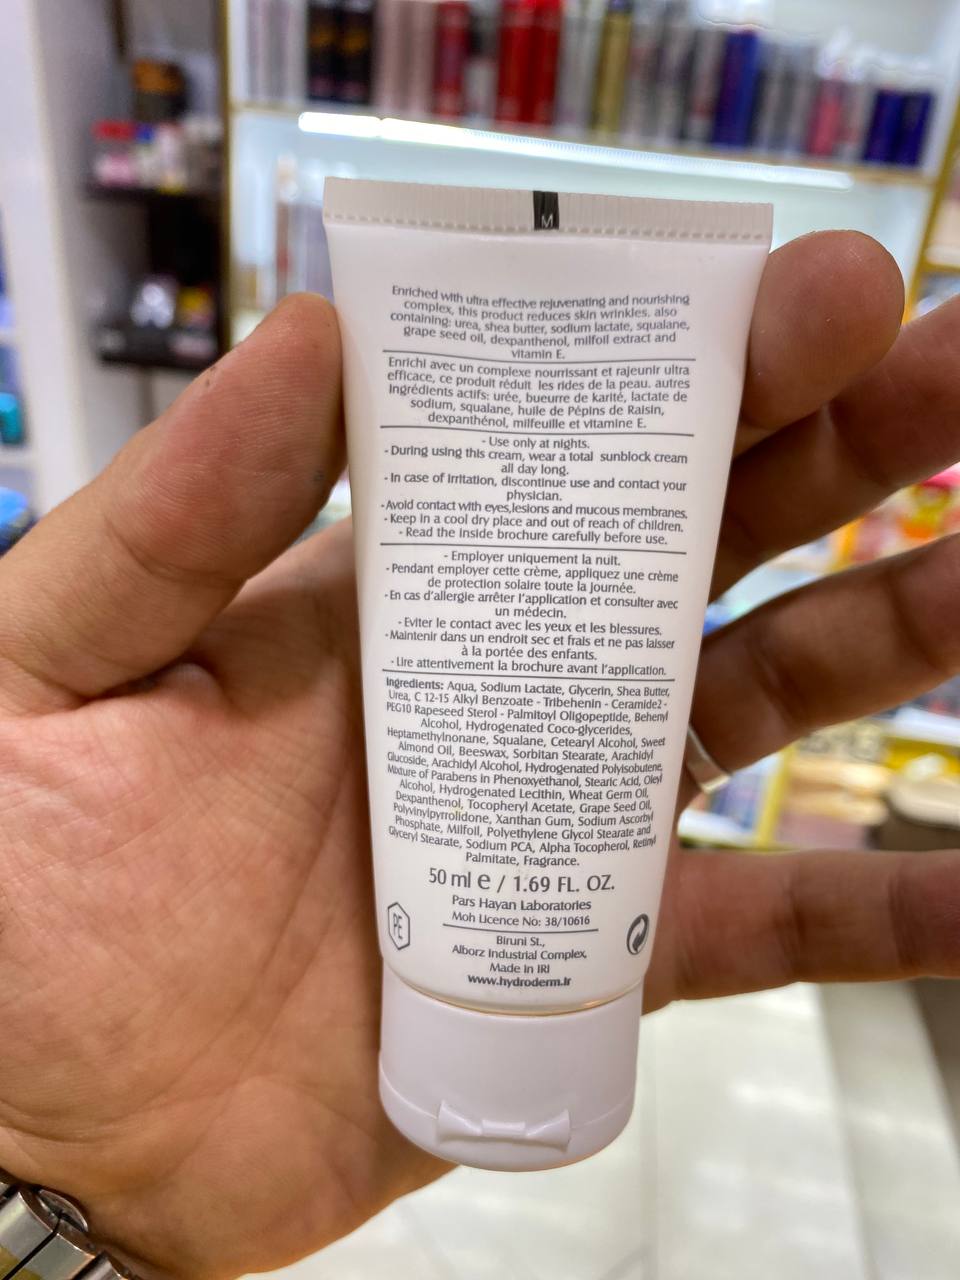 M
Enriched with ultra effective rejuvenating and nourishing
complex, this product reduces skin wrinkles. also
containing: urea, shea butter, sodium lactate, squalane,
grape seed oil, dexpanthenol, milfoil extract and
vitamin E.
Enrichi avec un complexe nourrissant et rajeunir ultra
efficace, ce produit réduit les rides de la peau. autres
Ingrédients actifs: urée, bueurre de karité, lactate de
sodium, squalane, huile de Pépins de Raisin,
dexpanthénol, milfeuille et vitamine E.
- Use only at nights.
- During using this cream, wear a total sunblock cream
all day long.
- In case of Irritation, discontinue use and contact your
physician.
- Avoid contact with eyes,lesions and mucous membranes.
- Keep in a cool dry place and out of reach of children.
- Read the inside brochure carefully before use.
- Employer uniquement la nuit.
- Pendant employer cette crème, appliquez une crème
de protection solaire toute la journée.
- En cas d'allergie arrêter l'application et consulter avec
un médecin.
- Eviter le contact avec les yeux et les blessures.
- Maintenir dans un endroit sec et frais et ne pas laisser
à la portée des enfants.
- Lire attentivement la brochure avant l'application.
Ingredients: Aqua, Sodium Lactate, Glycerin, Shea Butter,
Urea, C 12-15 Alkyl Benzoate - Tribehenin - Ceramide2 -
PEG10 Rapeseed Sterol - Palmitoyl Oligopeptide, Behenyl
Alcohol, Hydrogenated Coco-glycerides,
Heptamethylnonane, Squalane, Cetearyl Alcohol, Sweet
Almond Oil, Beeswax, Sorbitan Stearate, Arachidyl
Glucoside, Arachidyl Alcohol, Hydrogenated Polyisobutene,
Mixture of Parabens in Phenoxyethanol, Stearic Acid, Oleyl
Alcohol, Hydrogenated Lecithin, Wheat Germ Oil,
Dexpanthenol, Tocopheryl Acetate, Grape Seed Oil,
Polyvinylpyrrolidone, Xanthan Gum, Sodium Ascorbyl
Phosphate, Milfoil, Polyethylene Glycol Stearate and
Glyceryl Stearate, Sodium PCA, Alpha Tocopherol, Retinyl
Palmitate, Fragrance.
50 ml e / 1.69 FL. OZ.
Pars Hayan Laboratories
Moh Licence No: 38/10616
PE
Biruni St.,
Alborz Industrial Complex,
Made in IRI
www.hydroderm.ir